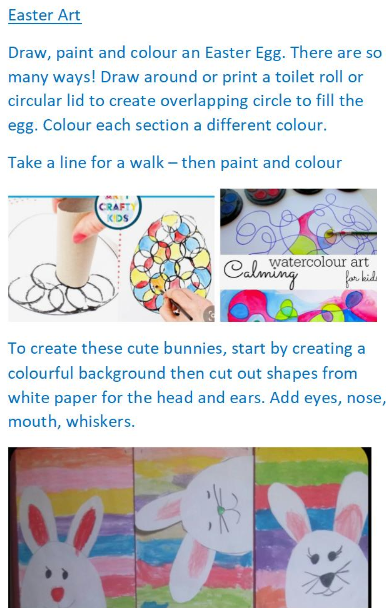 Easter Art
Draw, paint and colour an Easter Egg. There are so
many ways! Draw around or print a toilet roll or
circular lid to create overlapping circle to fill the
egg. Colour each section a different colour.
Take a line for a walk – then paint and colour
CRAFTY
KIDS
watercolour art
Calming
for kids
To create these cute bunnies, start by creating a
colourful background then cut out shapes from
white paper for the head and ears. Add eyes, nose,
mouth, whiskers.